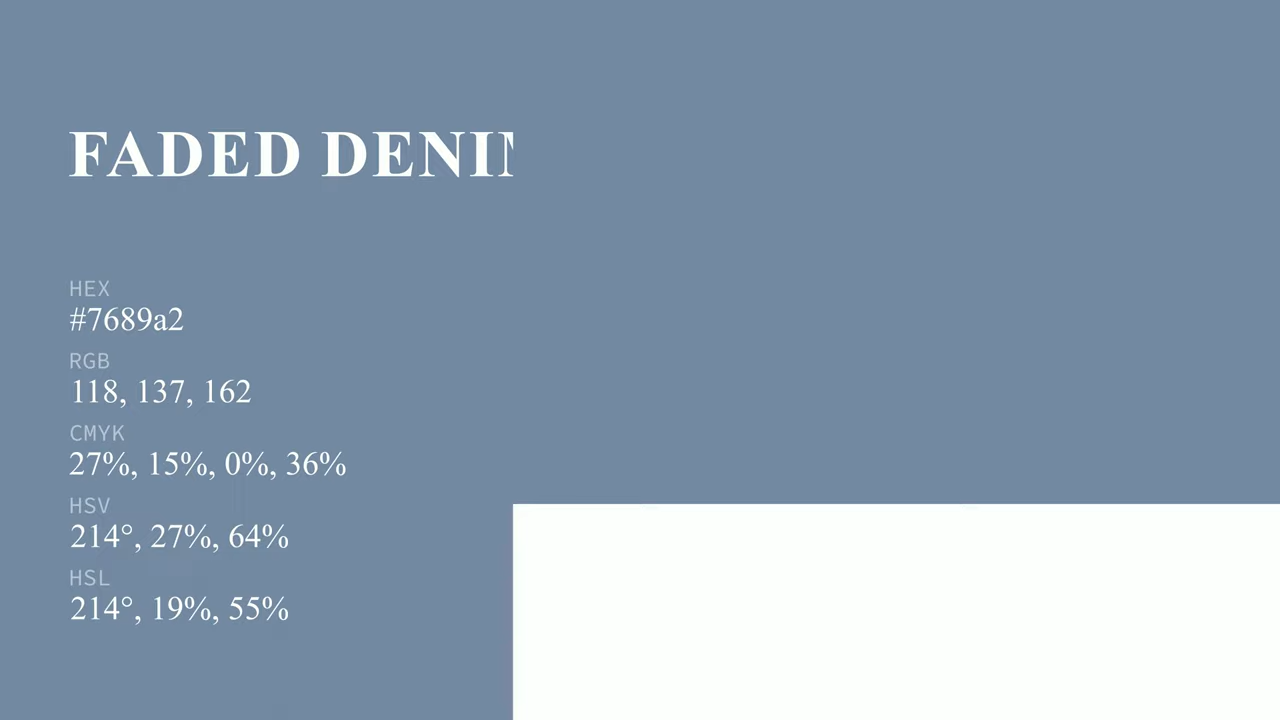 FADED DENI
HEX
#7689a2
RGB
118, 137, 162
CMYK
27%, 15%, 0%, 36%
HSV
214°, 27%, 64%
HSL
214°, 19%, 55%